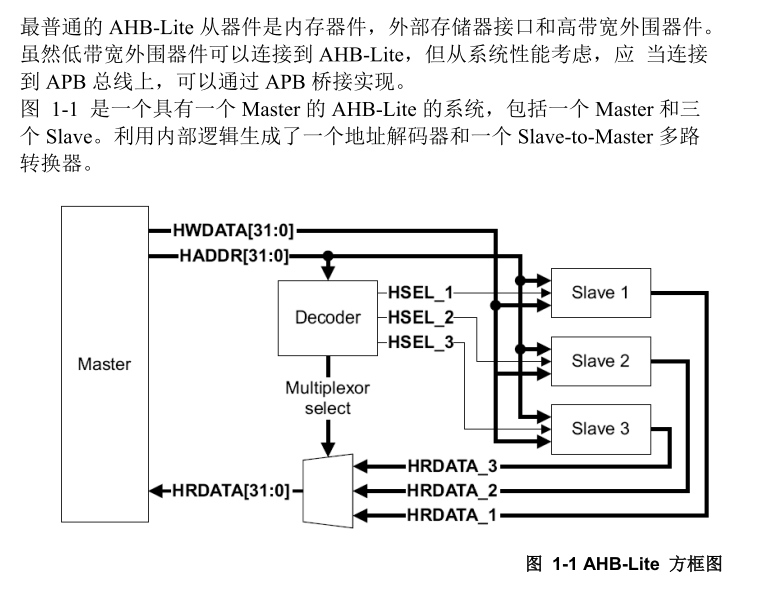 最普通的 AHB-Lite 从器件是内存器件，外部存储器接口和高带宽外围器件。
虽然低带宽外围器件可以连接到 AHB-Lite，但从系统性能考虑，应 当连接
到 APB 总线上，可以通过 APB 桥接实现。
图 1-1 是一个具有一个 Master 的 AHB-Lite 的系统，包括一个 Master 和三
个 Slave。利用内部逻辑生成了一个地址解码器和一个 Slave-to-Master 多路
转换器。
HWDATA[31:0]
HADDR[31:0]
HSEL_1
Slave 1
Decoder
HSEL_2
HSEL_3
Slave 2
Master
Multiplexor
select
Slave 3
HRDATA_3
HRDATA[31:0]
HRDATA_2
HRDATA_1
图 1-1 AHB-Lite 方框图